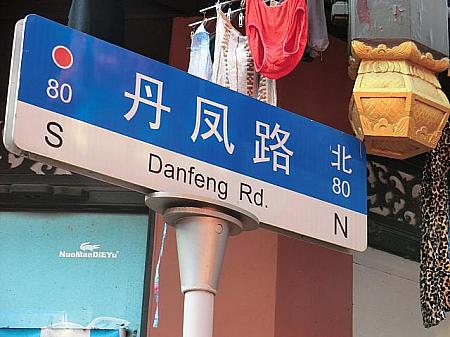 80 丹凤路 北 80
S Danfeng Rd. N
NuoManDiEYu